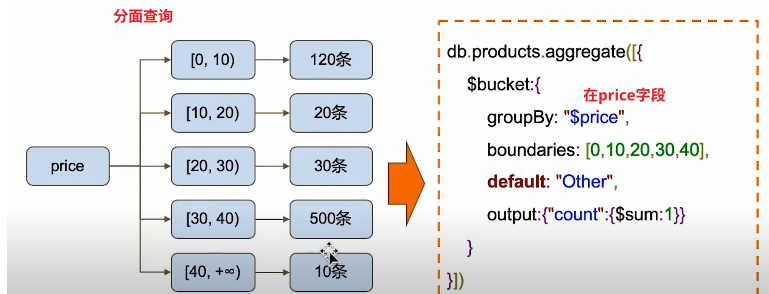 分面查询
[0, 10)
120条
[10, 20)
20条
price
[20, 30)
30条
[30, 40)
500条
[40, +∞)
10条
db.products.aggregate([{
$bucket:{
在price字段
groupBy: "$price",
boundaries: [0,10,20,30,40],
default: "Other",
output:{"count":{$sum:1}}
}
}])